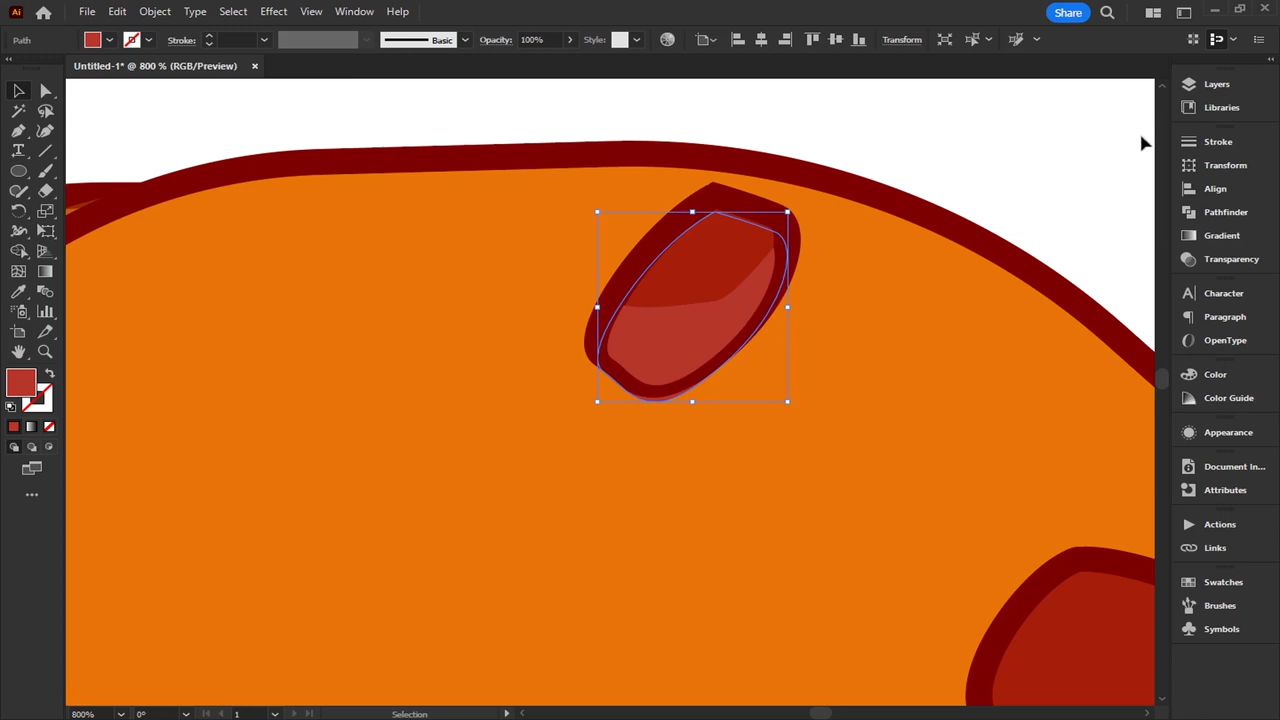 Ai File Edit Object Type Select Effect View Window Help Share
Path Stroke: Basic Opacity: 100% Style: Transform
Untitled-1* @ 800 % (RGB/Preview) ×
Layers
Libraries
Stroke
Transform
Align
Pathfinder
Gradient
Transparency
Character
Paragraph
OpenType
Color
Color Guide
Appearance
Document In...
Attributes
Actions
Links
Swatches
Brushes
Symbols
800% 0° 1 Selection